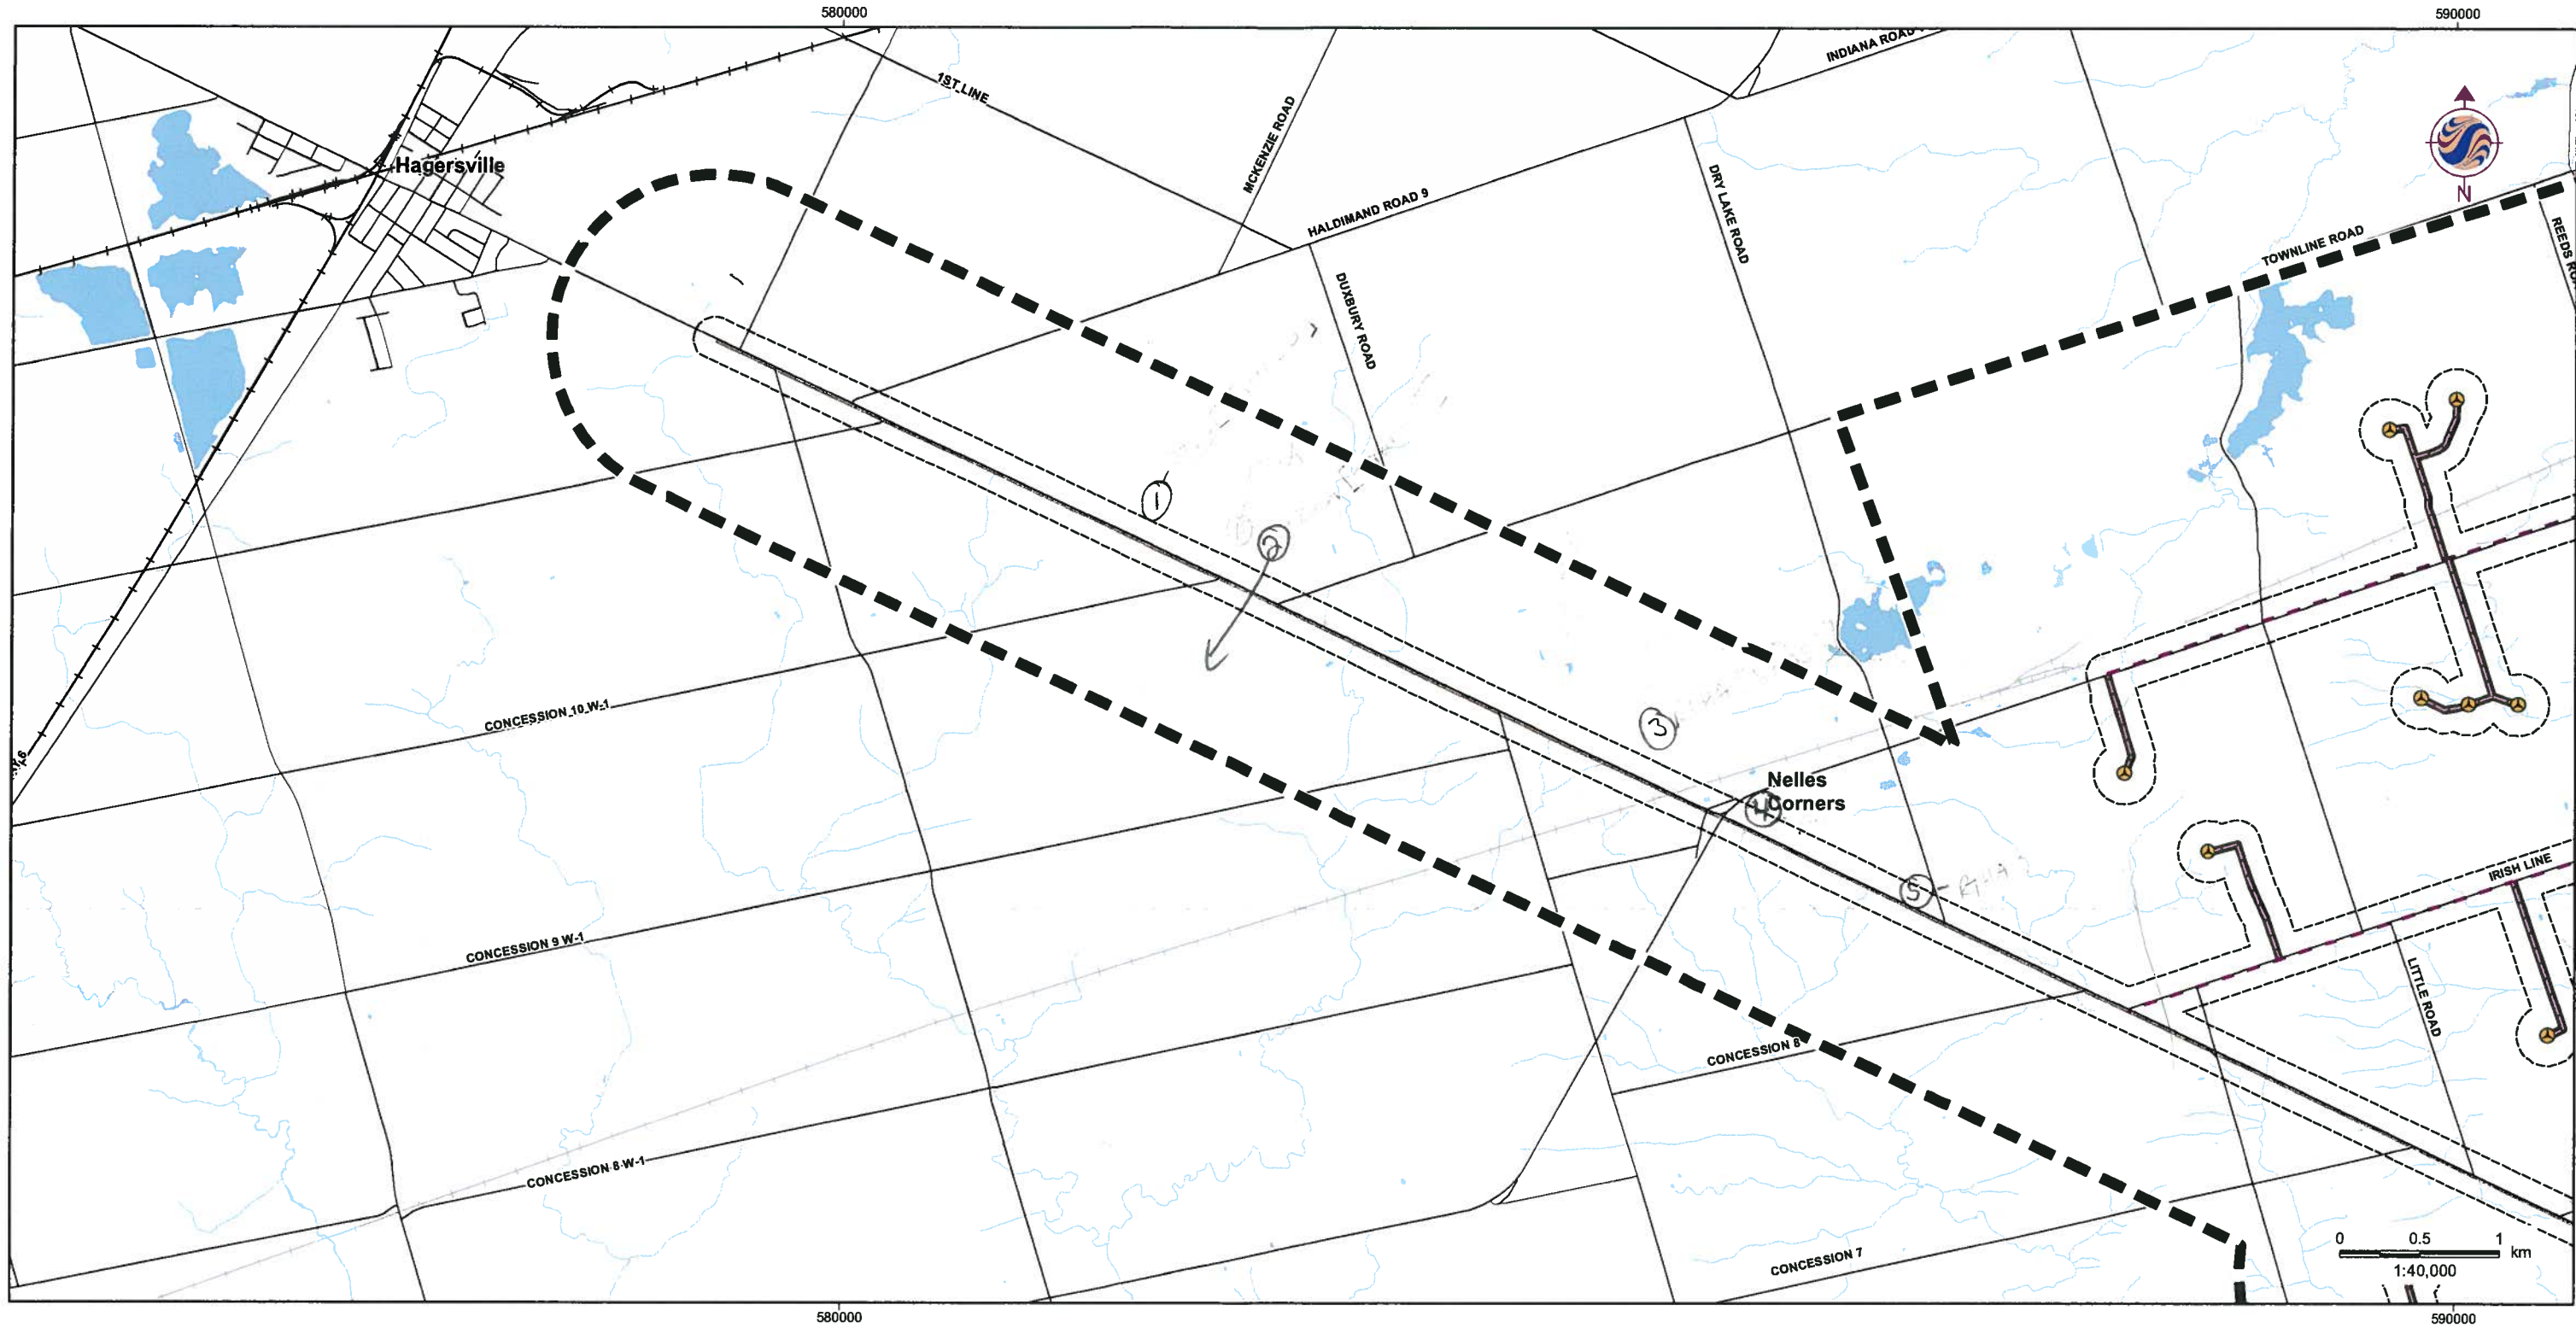 580000
590000
INDIANA ROAD
1ST LINE
MCKENZIE ROAD
Hagersville
HALDIMAND ROAD 9
DRY LAKE ROAD
N
TOWNLINE ROAD
REEDS
DUXBURY ROAD
1
2
3
CONCESSION 10 W-1
Nelles
Corners
4
5
IRISH LINE
CONCESSION 9 W-1
LITTLE ROAD
CONCESSION 8
CONCESSION 8 W-1
CONCESSION 7
0 0.5 1
km
1:40,000
580000
590000